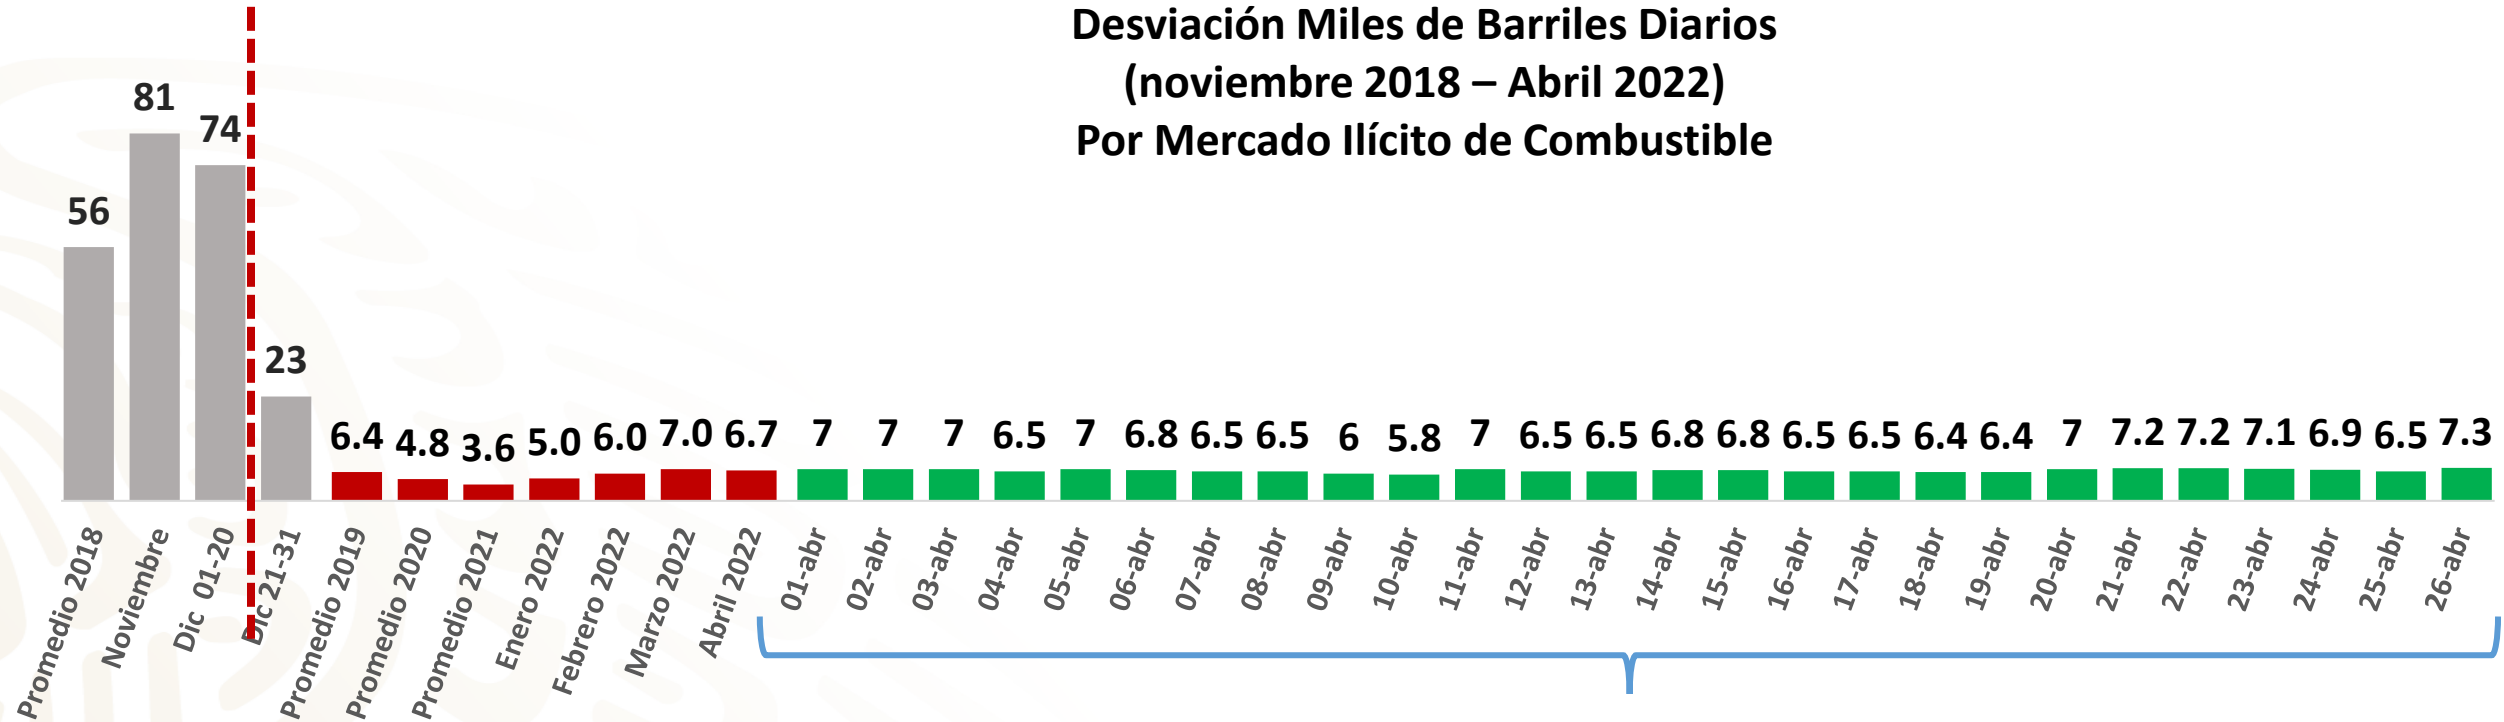 Desviación Miles de Barriles Diarios
(noviembre 2018 – Abril 2022)
Por Mercado Ilícito de Combustible
56
81
74
23
6.4
4.8
3.6
5.0
6.0
7.0
6.7
7
7
7
6.5
7
6.8
6.5
6.5
6
5.8
7
6.5
6.5
6.8
6.8
6.5
6.5
6.4
6.4
7
7.2
7.2
7.1
6.9
6.5
7.3
Promedio 2018
Noviembre
Dic 01-20
Dic 21-31
Promedio 2019
Promedio 2020
Promedio 2021
Enero 2022
Febrero 2022
Marzo 2022
Abril 2022
01-abr
02-abr
03-abr
04-abr
05-abr
06-abr
07-abr
08-abr
09-abr
10-abr
11-abr
12-abr
13-abr
14-abr
15-abr
16-abr
17-abr
18-abr
19-abr
20-abr
21-abr
22-abr
23-abr
24-abr
25-abr
26-abr